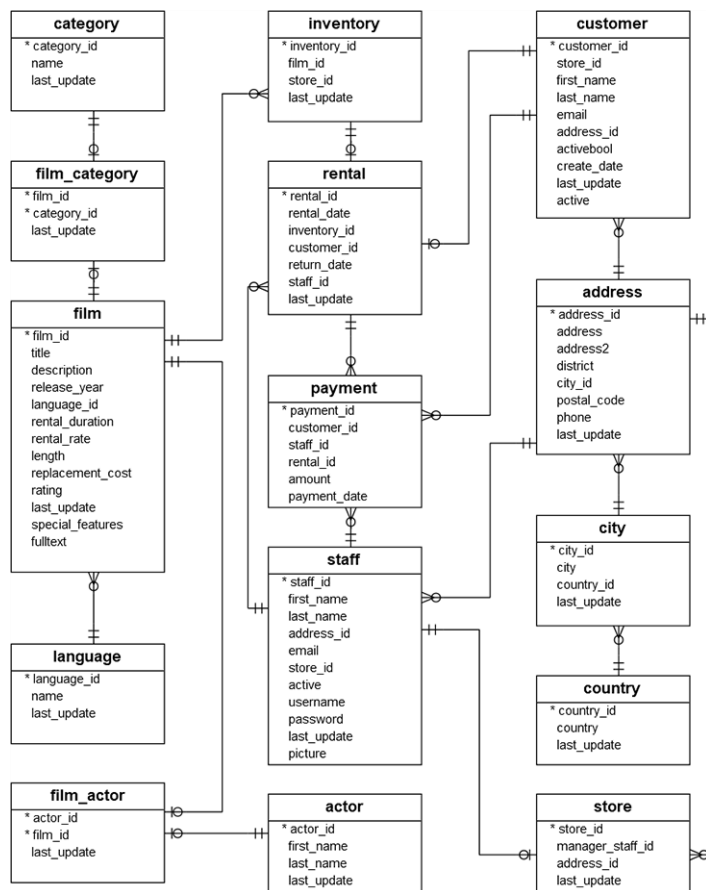 category
* category_id
name
last_update
film_category
* film_id
* category_id
last_update
film
* film_id
title
description
release_year
language_id
rental_duration
rental_rate
length
replacement_cost
rating
last_update
special_features
fulltext
language
* language_id
name
last_update
film_actor
* actor_id
* film_id
last_update
inventory
* inventory_id
film_id
store_id
last_update
rental
* rental_id
rental_date
inventory_id
customer_id
return_date
staff_id
last_update
payment
* payment_id
customer_id
staff_id
rental_id
amount
payment_date
staff
* staff_id
first_name
last_name
address_id
email
store_id
active
username
password
last_update
picture
actor
* actor_id
first_name
last_name
last_update
customer
* customer_id
store_id
first_name
last_name
email
address_id
activebool
create_date
last_update
active
address
* address_id
address
address2
district
city_id
postal_code
phone
last_update
city
* city_id
city
country_id
last_update
country
* country_id
country
last_update
store
* store_id
manager_staff_id
address_id
last_update